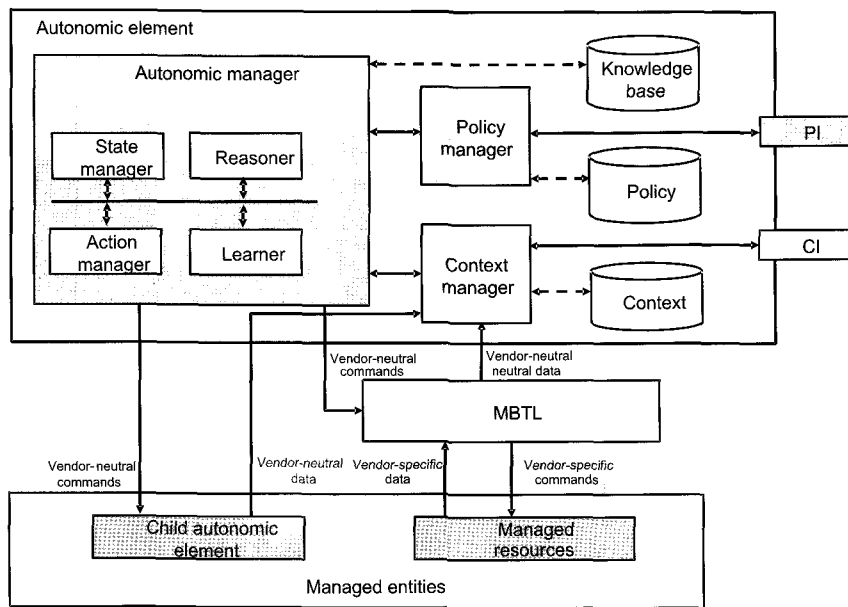 Autonomic element
Autonomic manager
State
manager
Reasoner
Action
manager
Learner
Policy
manager
Context
manager
Knowledge
base
Policy
Context
PI
CI
Vendor-neutral
commands
Vendor-neutral
neutral data
MBTL
Vendor-neutral
commands
Vendor-neutral
data
Vendor-specific
data
Vendor-specific
commands
Child autonomic
element
Managed
resources
Managed entities